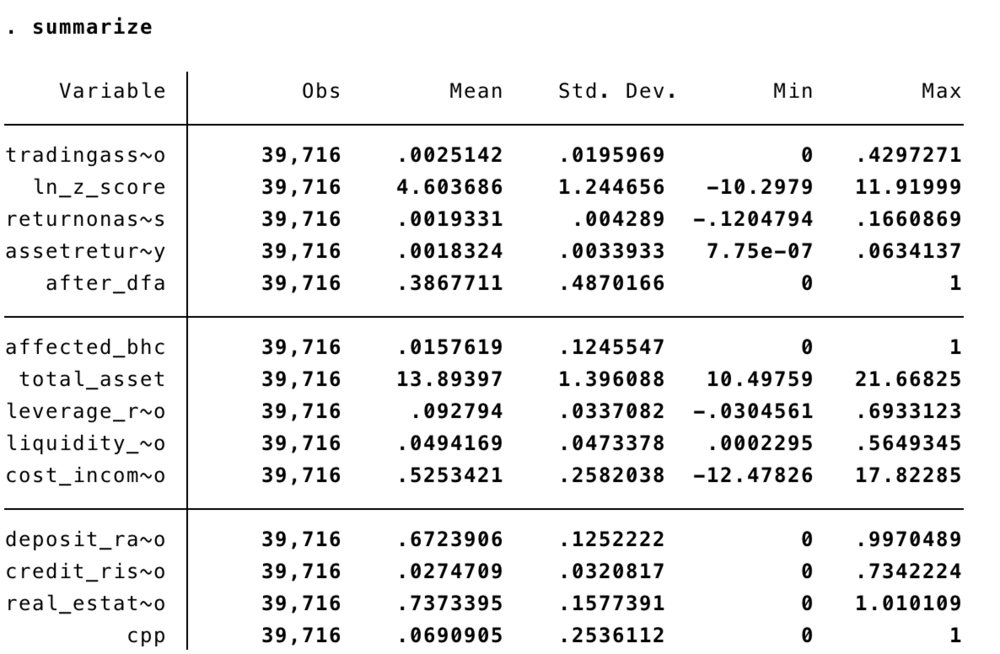 . summarize
Variable Obs Mean Std. Dev. Min Max
tradingass~o 39,716 .0025142 .0195969 0 .4297271
ln_z_score 39,716 4.603686 1.244656 -10.2979 11.91999
returnonas~s 39,716 .0019331 .004289 -.1204794 .1660869
assetretur~y 39,716 .0018324 .0033933 7.75e-07 .0634137
after_dfa 39,716 .3867711 .4870166 0 1
affected_bhc 39,716 .0157619 .1245547 0 1
total_asset 39,716 13.89397 1.396088 10.49759 21.66825
leverage_r~o 39,716 .092794 .0337082 -.0304561 .6933123
liquidity_~o 39,716 .0494169 .0473378 .0002295 .5649345
cost_incom~o 39,716 .5253421 .2582038 -12.47826 17.82285
deposit_ra~o 39,716 .6723906 .1252222 0 .9970489
credit_ris~o 39,716 .0274709 .0320817 0 .7342224
real_estat~o 39,716 .7373395 .1577391 0 1.010109
cpp 39,716 .0690905 .2536112 0 1